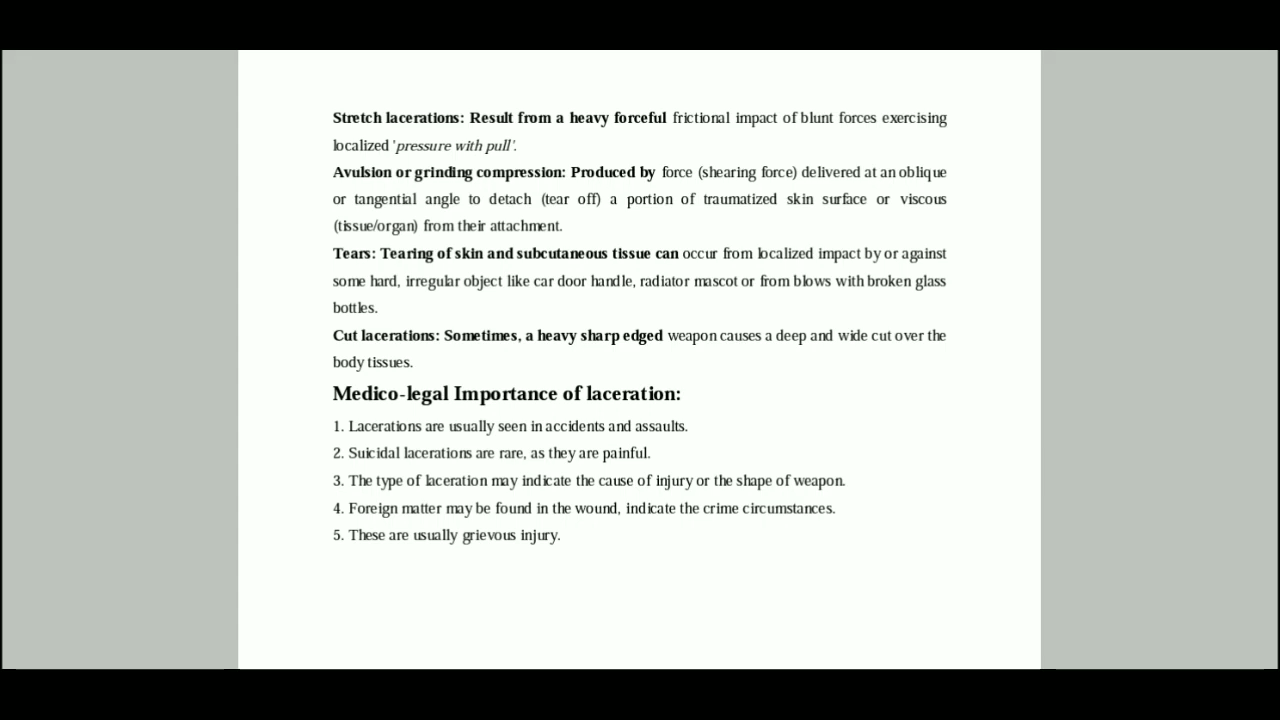 Stretch lacerations: Result from a heavy forceful frictional impact of blunt forces exercising
localized 'pressure with pull'.
Avulsion or grinding compression: Produced by force (shearing force) delivered at an oblique
or tangential angle to detach (tear off) a portion of traumatized skin surface or viscous
(tissue/organ) from their attachment.
Tears: Tearing of skin and subcutaneous tissue can occur from localized impact by or against
some hard, irregular object like car door handle, radiator mascot or from blows with broken glass
bottles.
Cut lacerations: Sometimes, a heavy sharp edged weapon causes a deep and wide cut over the
body tissues.
Medico-legal Importance of laceration:
1. Lacerations are usually seen in accidents and assaults.
2. Suicidal lacerations are rare, as they are painful.
3. The type of laceration may indicate the cause of injury or the shape of weapon.
4. Foreign matter may be found in the wound, indicate the crime circumstances.
5. These are usually grievous injury.